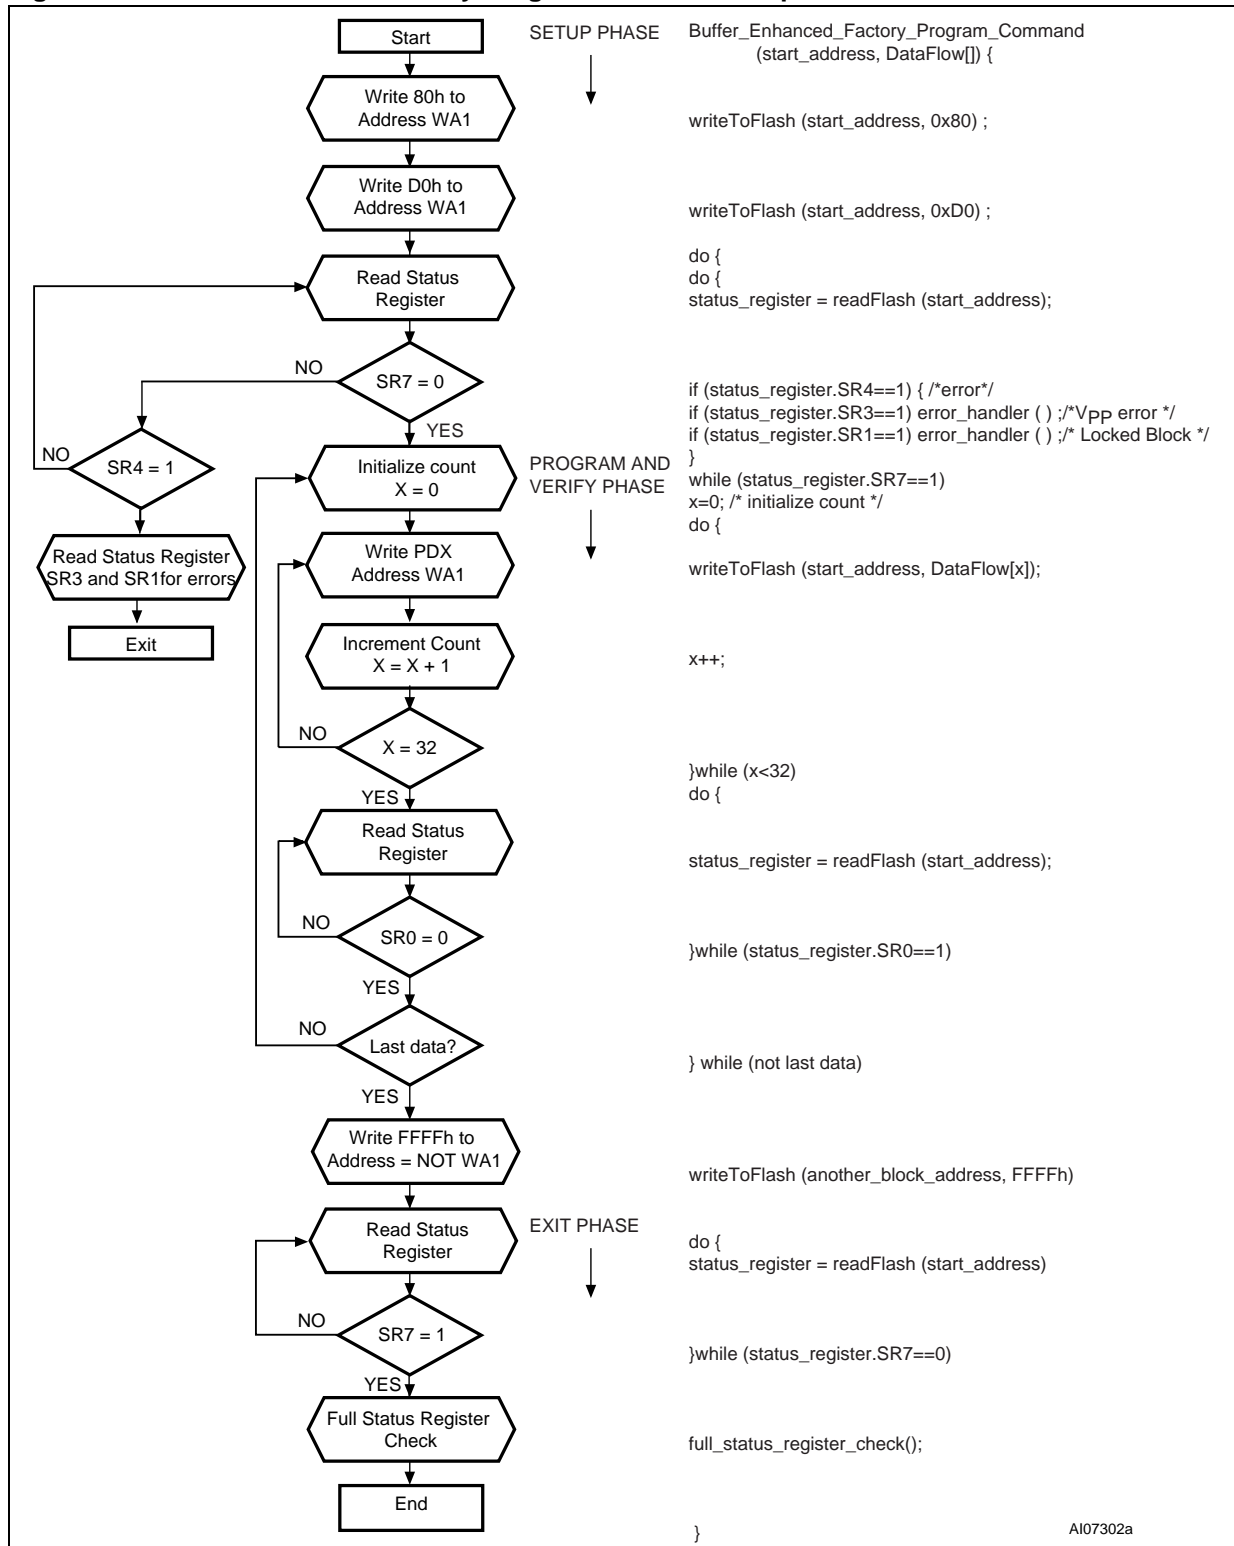 Start
SETUP PHASE
Buffer_Enhanced_Factory_Program_Command
(start_address, DataFlow[]) {
Write 80h to
Address WA1
writeToFlash (start_address, 0x80) ;
Write D0h to
Address WA1
writeToFlash (start_address, 0xD0) ;
do {
do {
Read Status
Register
status_register = readFlash (start_address);
NO
SR7 = 0
YES
if (status_register.SR4==1) { /*error*/
if (status_register.SR3==1) error_handler ( ) ;/*VPP error */
if (status_register.SR1==1) error_handler ( ) ;/* Locked Block */
}
NO
SR4 = 1
Initialize count
X = 0
PROGRAM AND
VERIFY PHASE
while (status_register.SR7==1)
x=0; /* initialize count */
do {
Read Status Register
SR3 and SR1for errors
Exit
Write PDX
Address WA1
writeToFlash (start_address, DataFlow[x]);
Increment Count
X = X + 1
x++;
NO
X = 32
YES
}while (x<32)
do {
Read Status
Register
status_register = readFlash (start_address);
NO
SR0 = 0
YES
}while (status_register.SR0==1)
NO
Last data?
YES
} while (not last data)
Write FFFFh to
Address = NOT WA1
writeToFlash (another_block_address, FFFFh)
Read Status
Register
EXIT PHASE
do {
status_register = readFlash (start_address)
NO
SR7 = 1
YES
}while (status_register.SR7==0)
Full Status Register
Check
full_status_register_check();
End
}
AI07302a